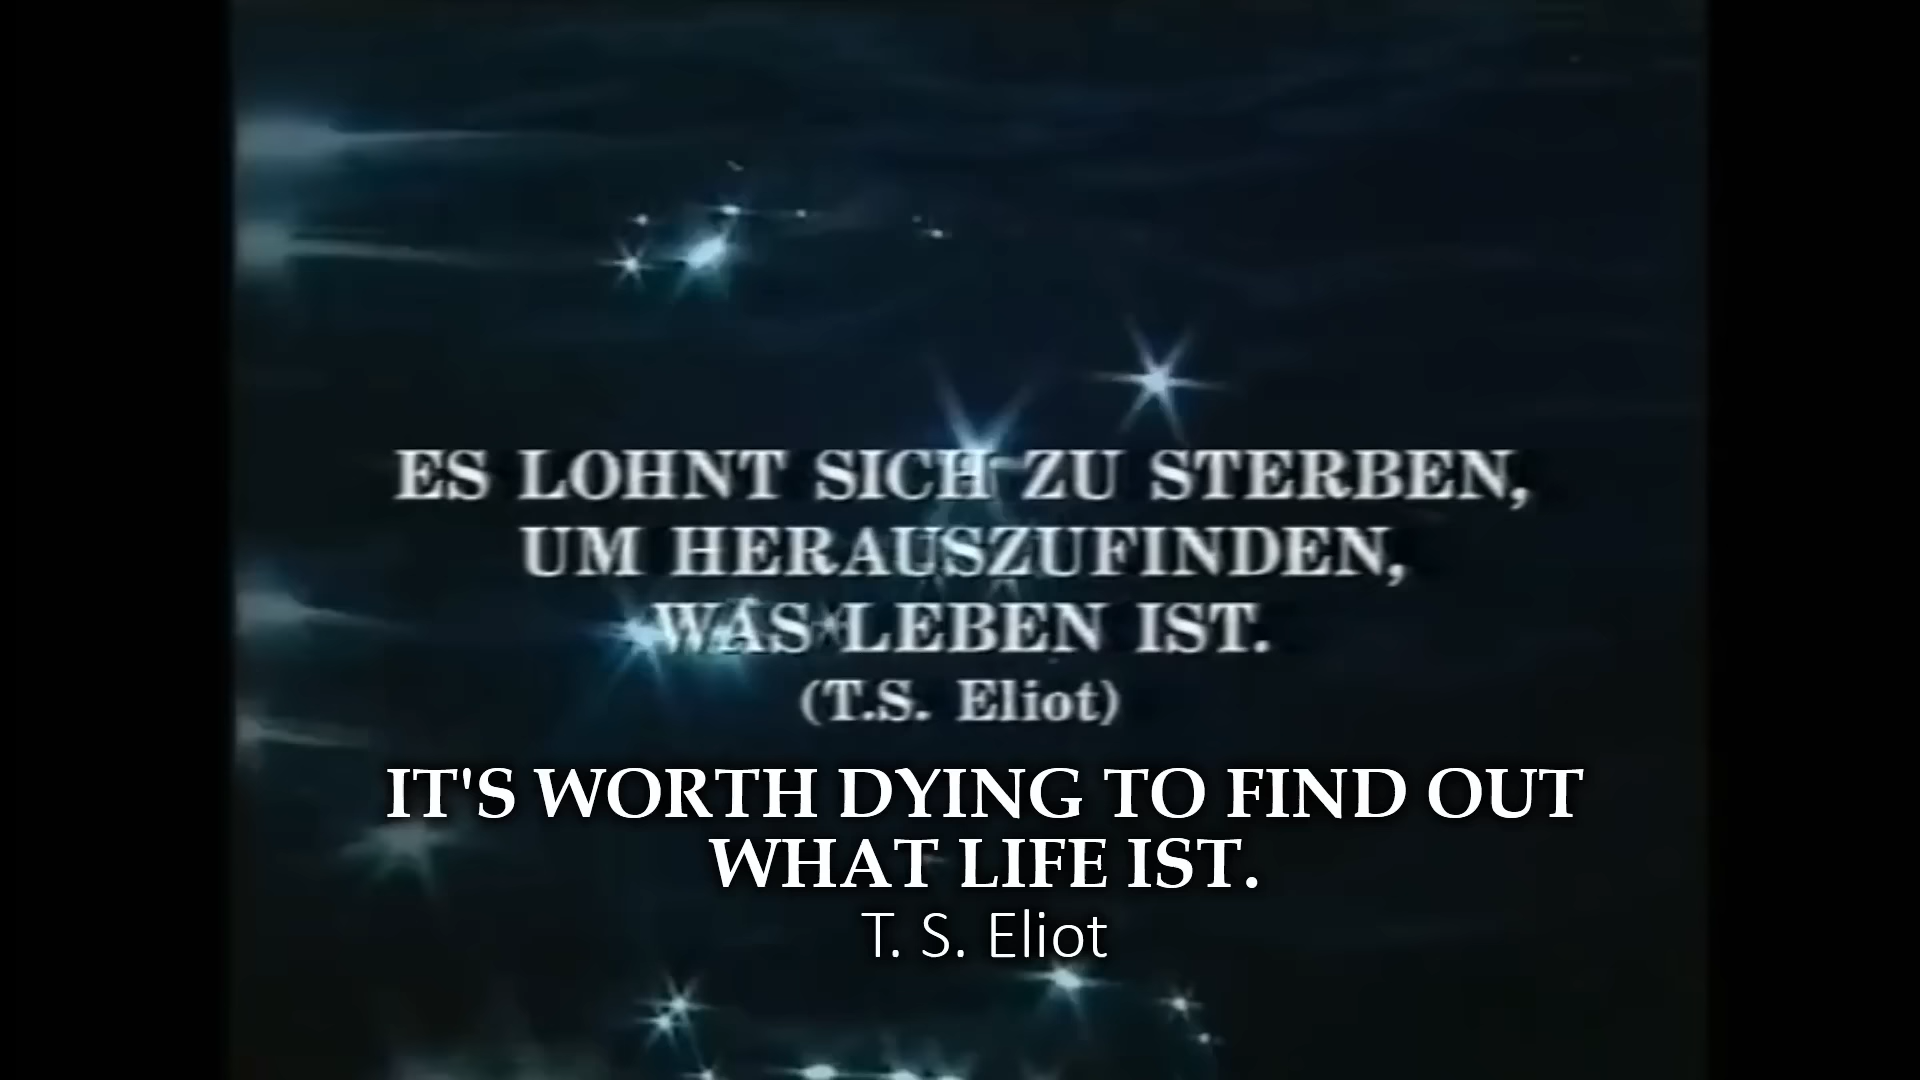 ES LOHNT SICH ZU STERBEN,
UM HERAUSZUFINDEN,
WAS LEBEN IST.
(T.S. Eliot)
IT'S WORTH DYING TO FIND OUT
WHAT LIFE IST.
T. S. Eliot